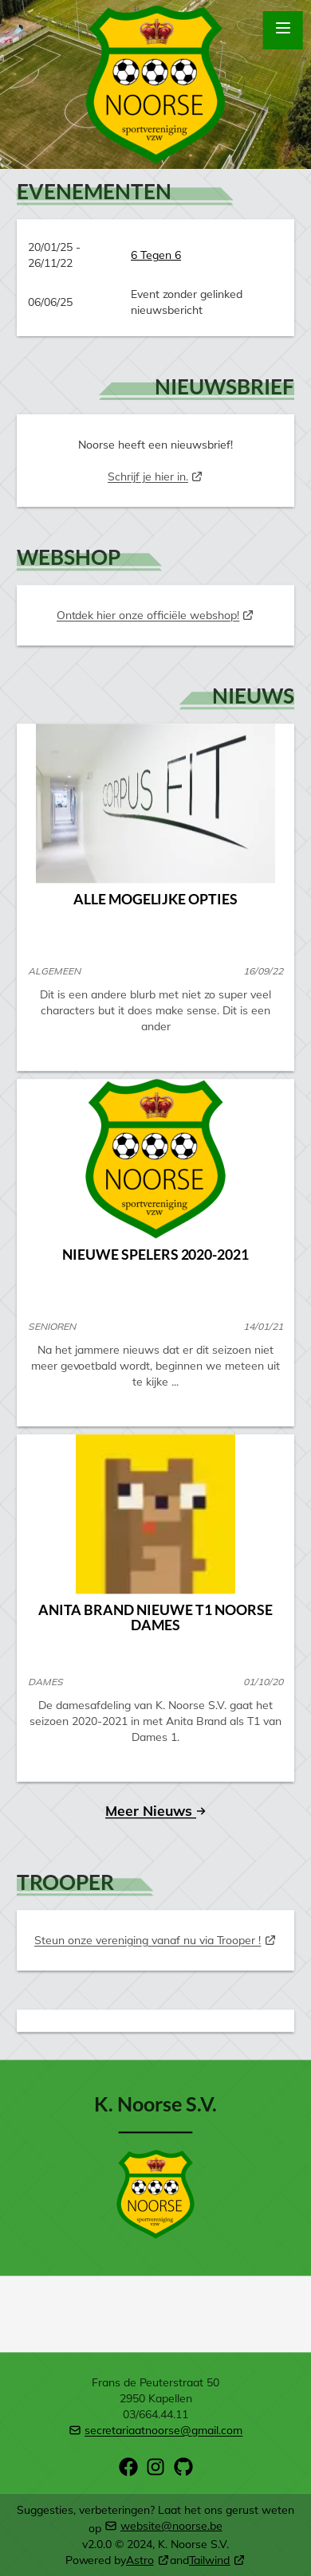 NOORSE
sportvereniging
vzw
EVENEMENTEN
20/01/25 -
26/11/22
6 Tegen 6
06/06/25
Event zonder gelinked
nieuwsbericht
NIEUWSBRIEF
Noorse heeft een nieuwsbrief!
Schrijf je hier in.
WEBSHOP
Ontdek hier onze officiële webshop!
NIEUWS
CORPUS FIT
ALLE MOGELIJKE OPTIES
ALGEMEEN 16/09/22
Dit is een andere blurb met niet zo super veel
characters but it does make sense. Dit is een
ander
NOORSE
sportvereniging
vzw
NIEUWE SPELERS 2020-2021
SENIOREN 14/01/21
Na het jammere nieuws dat er dit seizoen niet
meer gevoetbald wordt, beginnen we meteen uit
te kijke ...
ANITA BRAND NIEUWE T1 NOORSE
DAMES
DAMES 01/10/20
De damesafdeling van K. Noorse S.V. gaat het
seizoen 2020-2021 in met Anita Brand als T1 van
Dames 1.
Meer Nieuws →
TROOPER
Steun onze vereniging vanaf nu via Trooper !
K. Noorse S.V.
NOORSE
sportvereniging
vzw
Frans de Peuterstraat 50
2950 Kapellen
03/664.44.11
secretariaatnoorse@gmail.com
Suggesties, verbeteringen? Laat het ons gerust weten
op website@noorse.be
v2.0.0 © 2024, K. Noorse S.V.
Powered by Astro and Tailwind